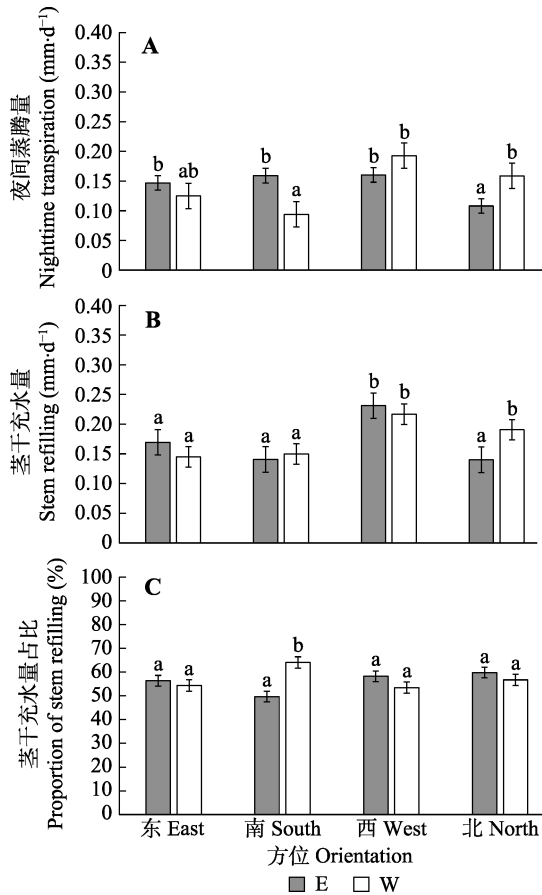 A
夜间蒸腾量
Nighttime transpiration (mm·d⁻¹)
0.40
0.35
0.30
0.25
0.20
0.15
0.10
0.05
0
b ab b a b b a b
B
茎干充水量
Stem refilling (mm·d⁻¹)
0.40
0.35
0.30
0.25
0.20
0.15
0.10
0.05
0
a a a a b b a b
C
茎干充水量占比
Proportion of stem refilling (%)
100
90
80
70
60
50
40
30
20
10
0
a a a b a a a a
东 East 南 South 西 West 北 North
方位 Orientation
E W